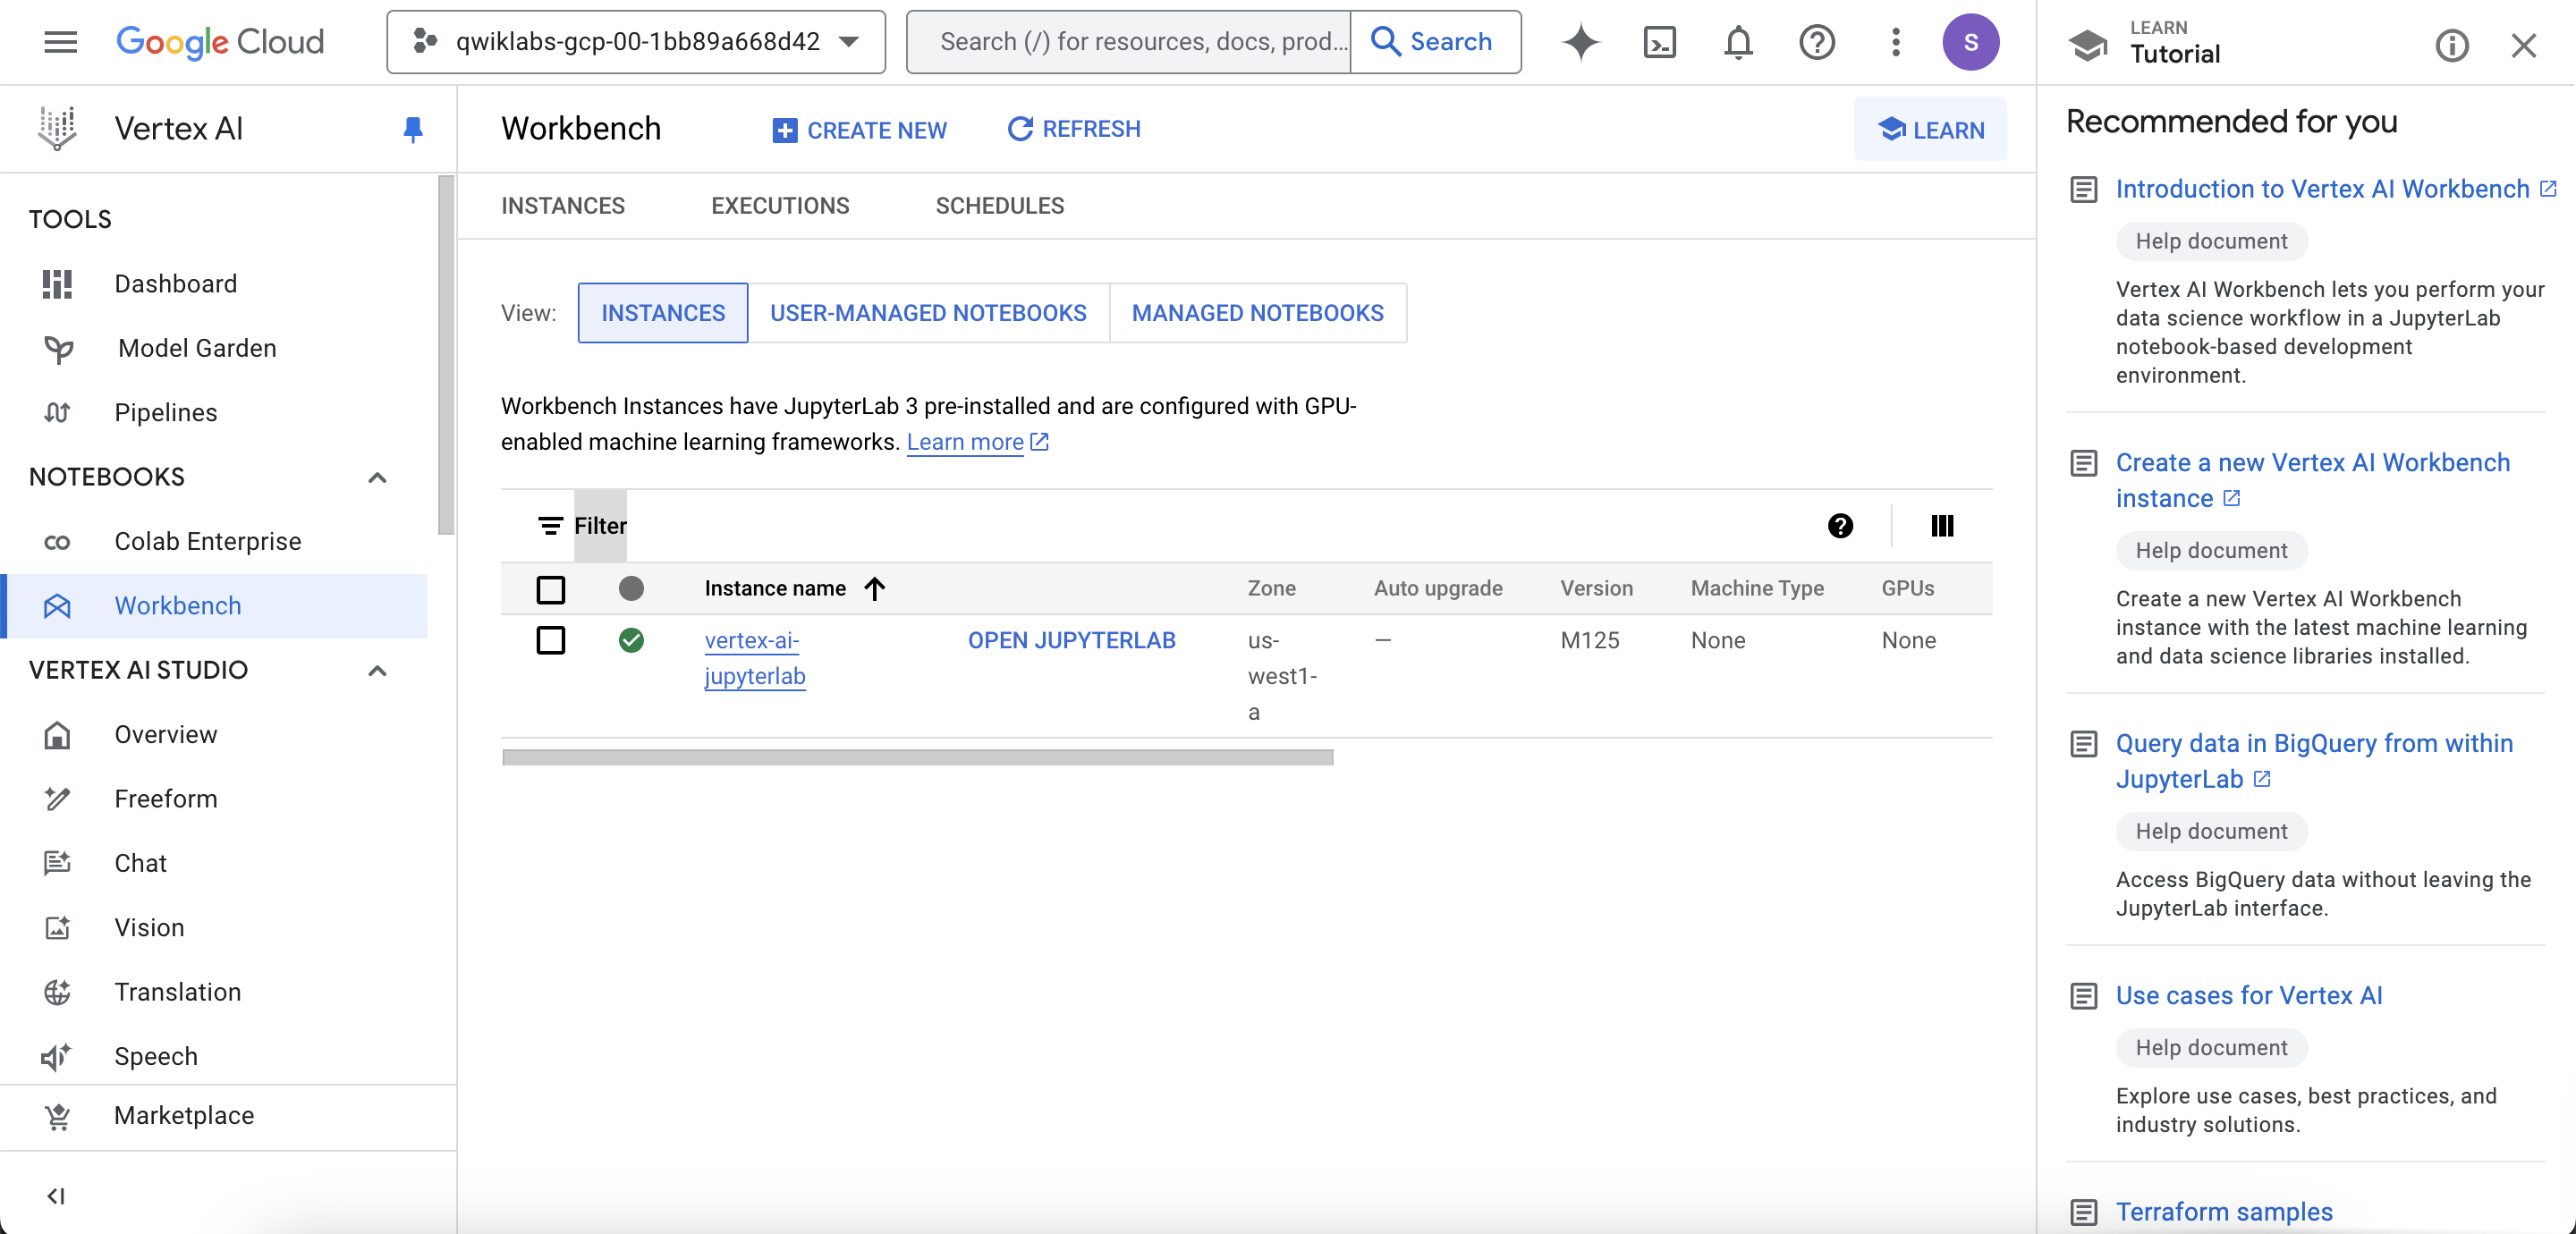 Google Cloud
qwiklabs-gcp-00-1bb89a668d42
Search (/) for resources, docs, prod...
Search
S
LEARN
Tutorial
Vertex AI
TOOLS
Dashboard
Model Garden
Pipelines
NOTEBOOKS
Colab Enterprise
Workbench
VERTEX AI STUDIO
Overview
Freeform
Chat
Vision
Translation
Speech
Marketplace
Workbench
CREATE NEW
REFRESH
LEARN
INSTANCES
EXECUTIONS
SCHEDULES
View:
INSTANCES
USER-MANAGED NOTEBOOKS
MANAGED NOTEBOOKS
Workbench Instances have JupyterLab 3 pre-installed and are configured with GPU-
enabled machine learning frameworks. Learn more
Filter
Instance name
Zone
Auto upgrade
Version
Machine Type
GPUs
vertex-ai-
jupyterlab
OPEN JUPYTERLAB
us-
west1-
a
—
M125
None
None
Recommended for you
Introduction to Vertex AI Workbench
Help document
Vertex AI Workbench lets you perform your
data science workflow in a JupyterLab
notebook-based development
environment.
Create a new Vertex AI Workbench
instance
Help document
Create a new Vertex AI Workbench
instance with the latest machine learning
and data science libraries installed.
Query data in BigQuery from within
JupyterLab
Help document
Access BigQuery data without leaving the
JupyterLab interface.
Use cases for Vertex AI
Help document
Explore use cases, best practices, and
industry solutions.
Terraform samples